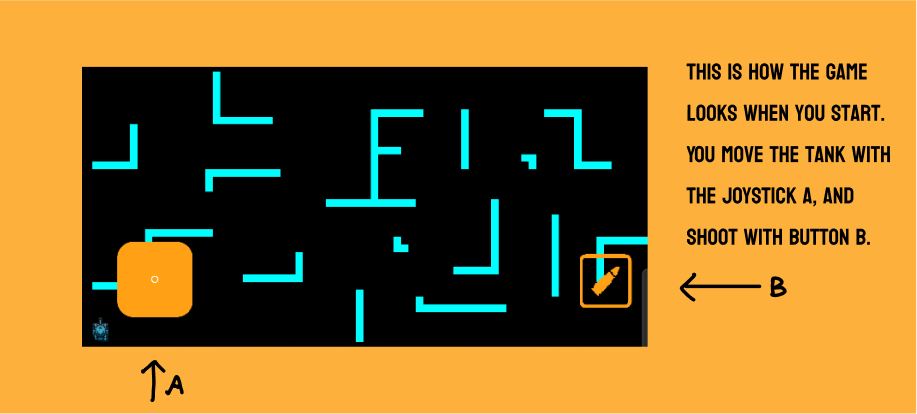 THIS IS HOW THE GAME
LOOKS WHEN YOU START.
YOU MOVE THE TANK WITH
THE JOYSTICK A, AND
SHOOT WITH BUTTON B.
B
A